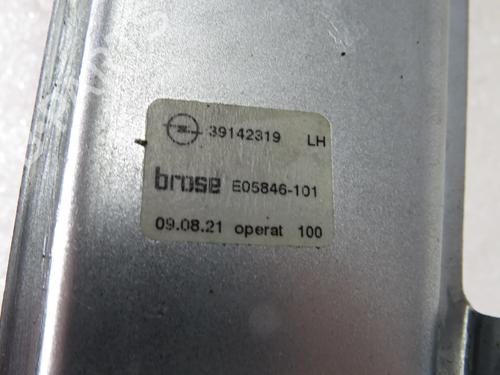 39142319 LH
brose E05846-101
09.08.21 operat 100